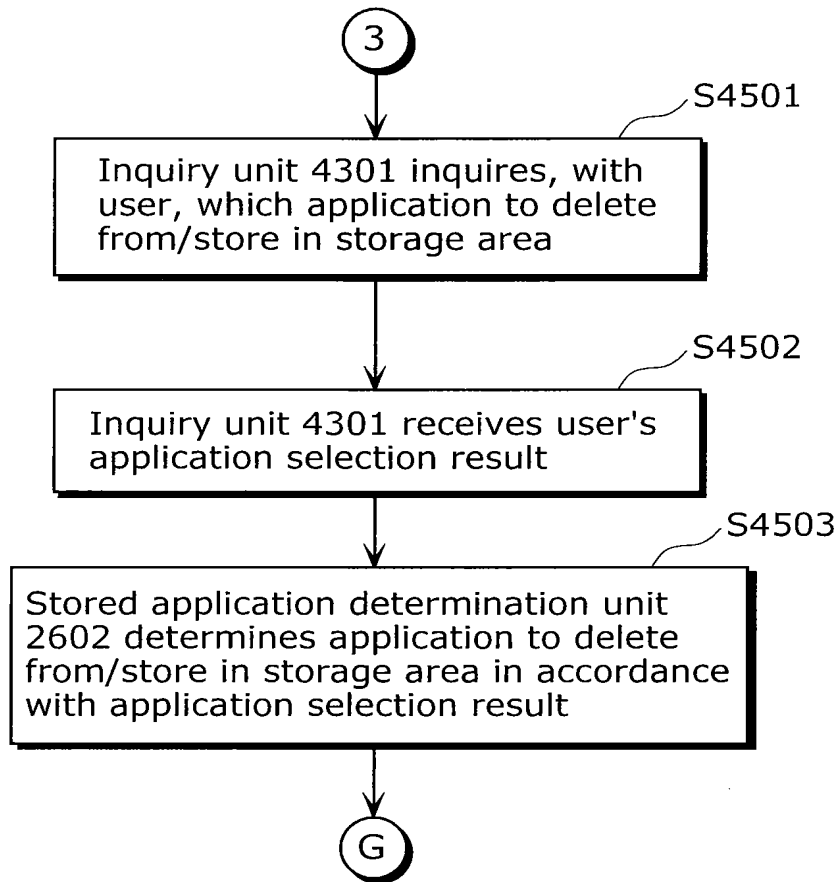 3
S4501
Inquiry unit 4301 inquires, with
user, which application to delete
from/store in storage area
S4502
Inquiry unit 4301 receives user's
application selection result
S4503
Stored application determination unit
2602 determines application to delete
from/store in storage area in accordance
with application selection result
G